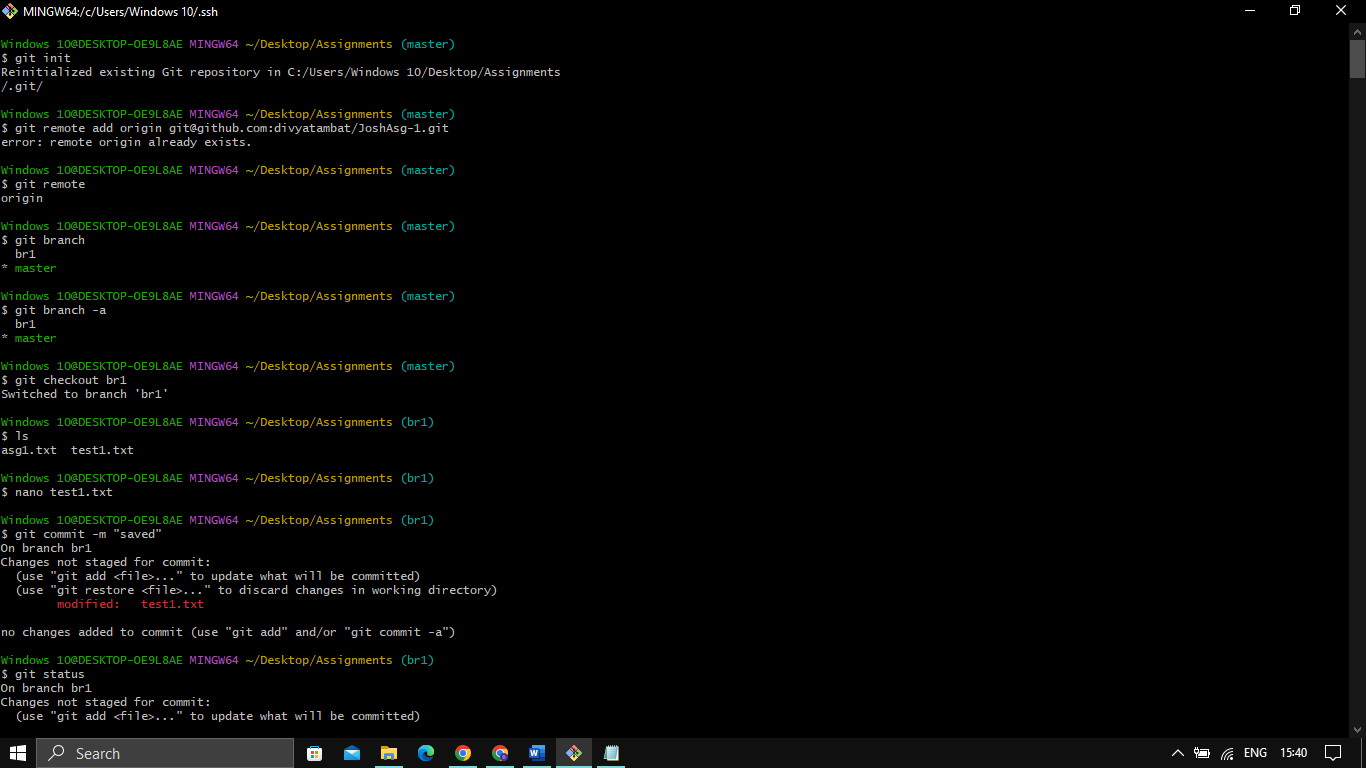 MINGW64:/c/Users/Windows 10/.ssh
Windows 10@DESKTOP-OE9L8AE MINGW64 ~/Desktop/Assignments (master)
$ git init
Reinitialized existing Git repository in C:/Users/Windows 10/Desktop/Assignments
/.git/
Windows 10@DESKTOP-OE9L8AE MINGW64 ~/Desktop/Assignments (master)
$ git remote add origin git@github.com:divyatambat/JoshAsg-1.git
error: remote origin already exists.
Windows 10@DESKTOP-OE9L8AE MINGW64 ~/Desktop/Assignments (master)
$ git remote
origin
Windows 10@DESKTOP-OE9L8AE MINGW64 ~/Desktop/Assignments (master)
$ git branch
  br1
* master
Windows 10@DESKTOP-OE9L8AE MINGW64 ~/Desktop/Assignments (master)
$ git branch -a
  br1
* master
Windows 10@DESKTOP-OE9L8AE MINGW64 ~/Desktop/Assignments (master)
$ git checkout br1
Switched to branch 'br1'
Windows 10@DESKTOP-OE9L8AE MINGW64 ~/Desktop/Assignments (br1)
$ ls
asg1.txt  test1.txt
Windows 10@DESKTOP-OE9L8AE MINGW64 ~/Desktop/Assignments (br1)
$ nano test1.txt
Windows 10@DESKTOP-OE9L8AE MINGW64 ~/Desktop/Assignments (br1)
$ git commit -m "saved"
On branch br1
Changes not staged for commit:
  (use "git add <file>..." to update what will be committed)
  (use "git restore <file>..." to discard changes in working directory)
        modified:   test1.txt
no changes added to commit (use "git add" and/or "git commit -a")
Windows 10@DESKTOP-OE9L8AE MINGW64 ~/Desktop/Assignments (br1)
$ git status
On branch br1
Changes not staged for commit:
  (use "git add <file>..." to update what will be committed)
Search
ENG 15:40